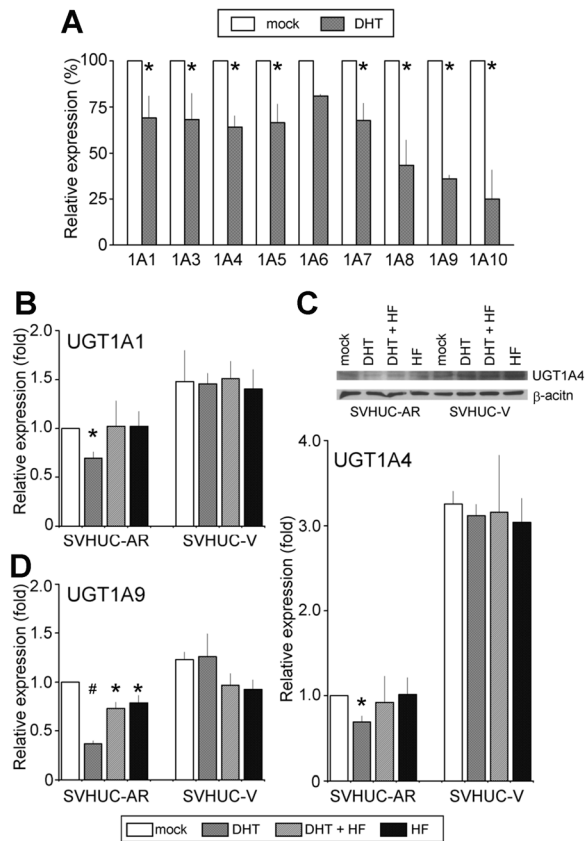 mock DHT
A
Relative expression (%)
100
75
50
25
0
* * * * * * * *
1A1 1A3 1A4 1A5 1A6 1A7 1A8 1A9 1A10
B
UGT1A1
Relative expression (fold)
2.0
1.5
1.0
0.5
0
*
SVHUC-AR SVHUC-V
C
mock DHT DHT + HF HF mock DHT DHT + HF HF
UGT1A4
β-acitn
SVHUC-AR SVHUC-V
UGT1A4
Relative expression (fold)
4.0
3.0
2.0
1.0
0
*
SVHUC-AR SVHUC-V
D
UGT1A9
Relative expression (fold)
2.0
1.5
1.0
0.5
0
# * *
SVHUC-AR SVHUC-V
mock DHT DHT + HF HF